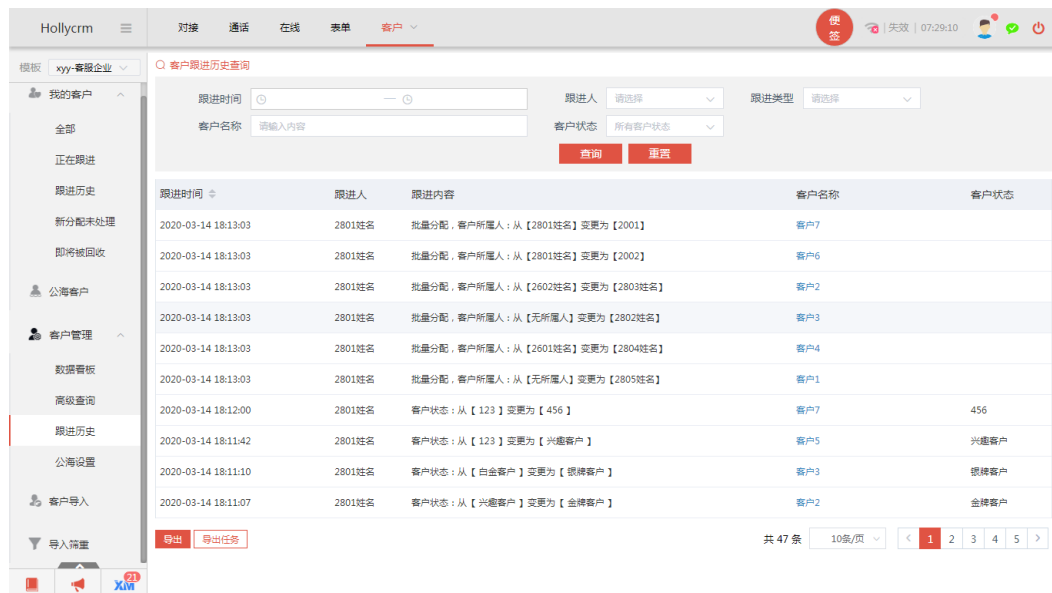 Hollycrm 对接 通话 在线 表单 客户 便签 失效 07:29:10
模板 xyy-客服企业
客户跟进历史查询
我的客户
全部
正在跟进
跟进历史
新分配未处理
即将被回收
公海客户
客户管理
数据看板
高级查询
跟进历史
公海设置
客户导入
导入筛重
XM 21
跟进时间 — 跟进人 请选择 跟进类型 请选择
客户名称 请输入内容 客户状态 所有客户状态
查询 重置
跟进时间 跟进人 跟进内容 客户名称 客户状态
2020-03-14 18:13:03 2801姓名 批量分配，客户所属人：从【2801姓名】变更为【2001】 客户7
2020-03-14 18:13:03 2801姓名 批量分配，客户所属人：从【2801姓名】变更为【2002】 客户6
2020-03-14 18:13:03 2801姓名 批量分配，客户所属人：从【2602姓名】变更为【2803姓名】 客户2
2020-03-14 18:13:03 2801姓名 批量分配，客户所属人：从【无所属人】变更为【2802姓名】 客户3
2020-03-14 18:13:03 2801姓名 批量分配，客户所属人：从【2601姓名】变更为【2804姓名】 客户4
2020-03-14 18:13:03 2801姓名 批量分配，客户所属人：从【无所属人】变更为【2805姓名】 客户1
2020-03-14 18:12:00 2801姓名 客户状态：从【 123 】变更为【 456 】 客户7 456
2020-03-14 18:11:42 2801姓名 客户状态：从【 123 】变更为【 兴趣客户 】 客户5 兴趣客户
2020-03-14 18:11:10 2801姓名 客户状态：从【 白金客户 】变更为【 银牌客户 】 客户3 银牌客户
2020-03-14 18:11:07 2801姓名 客户状态：从【 兴趣客户 】变更为【 金牌客户 】 客户2 金牌客户
导出 导出任务 共 47 条 10条/页 < 1 2 3 4 5 >